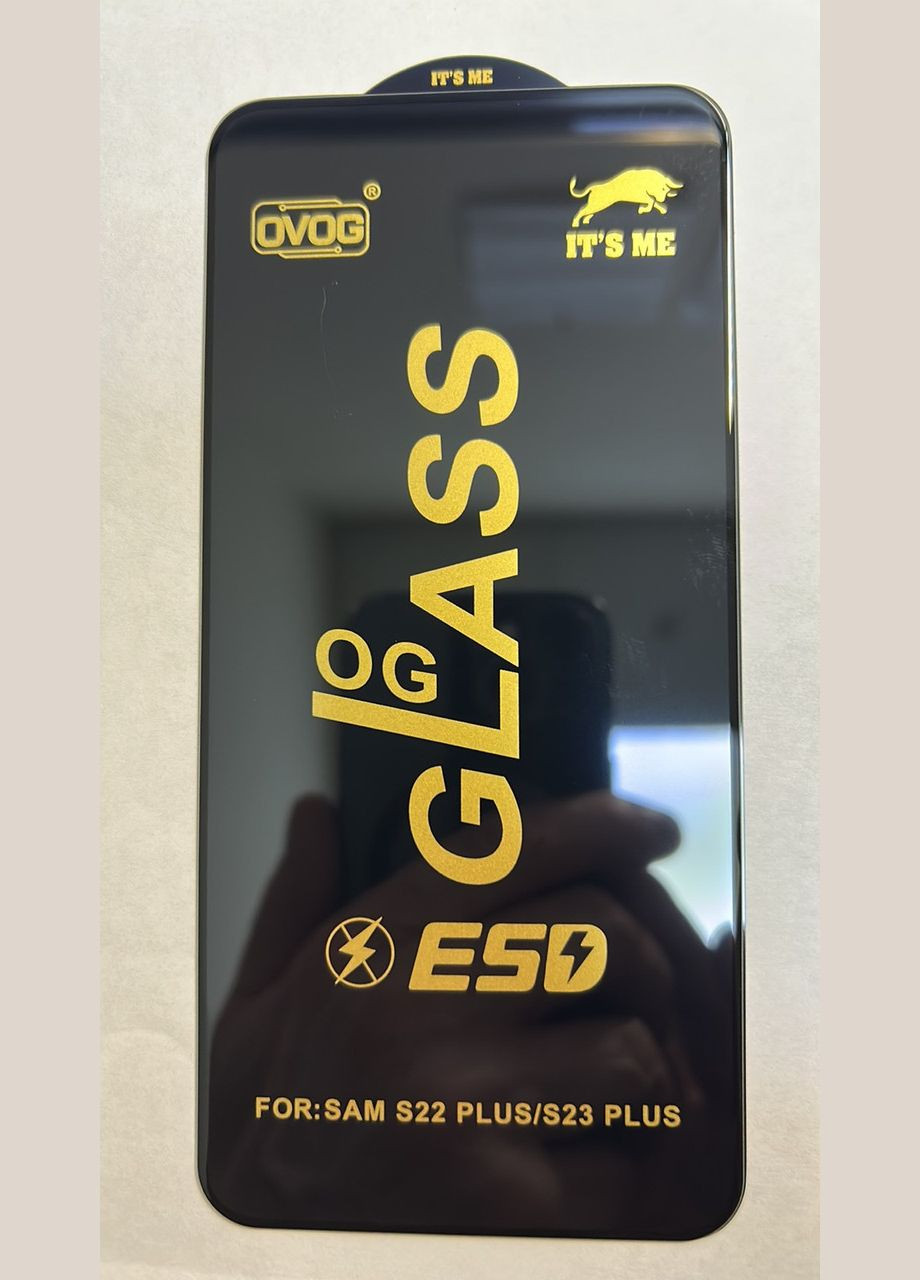 IT'S ME
OVOG®
IT'S ME
OG
GLASS
ESD
FOR:SAM S22 PLUS/S23 PLUS